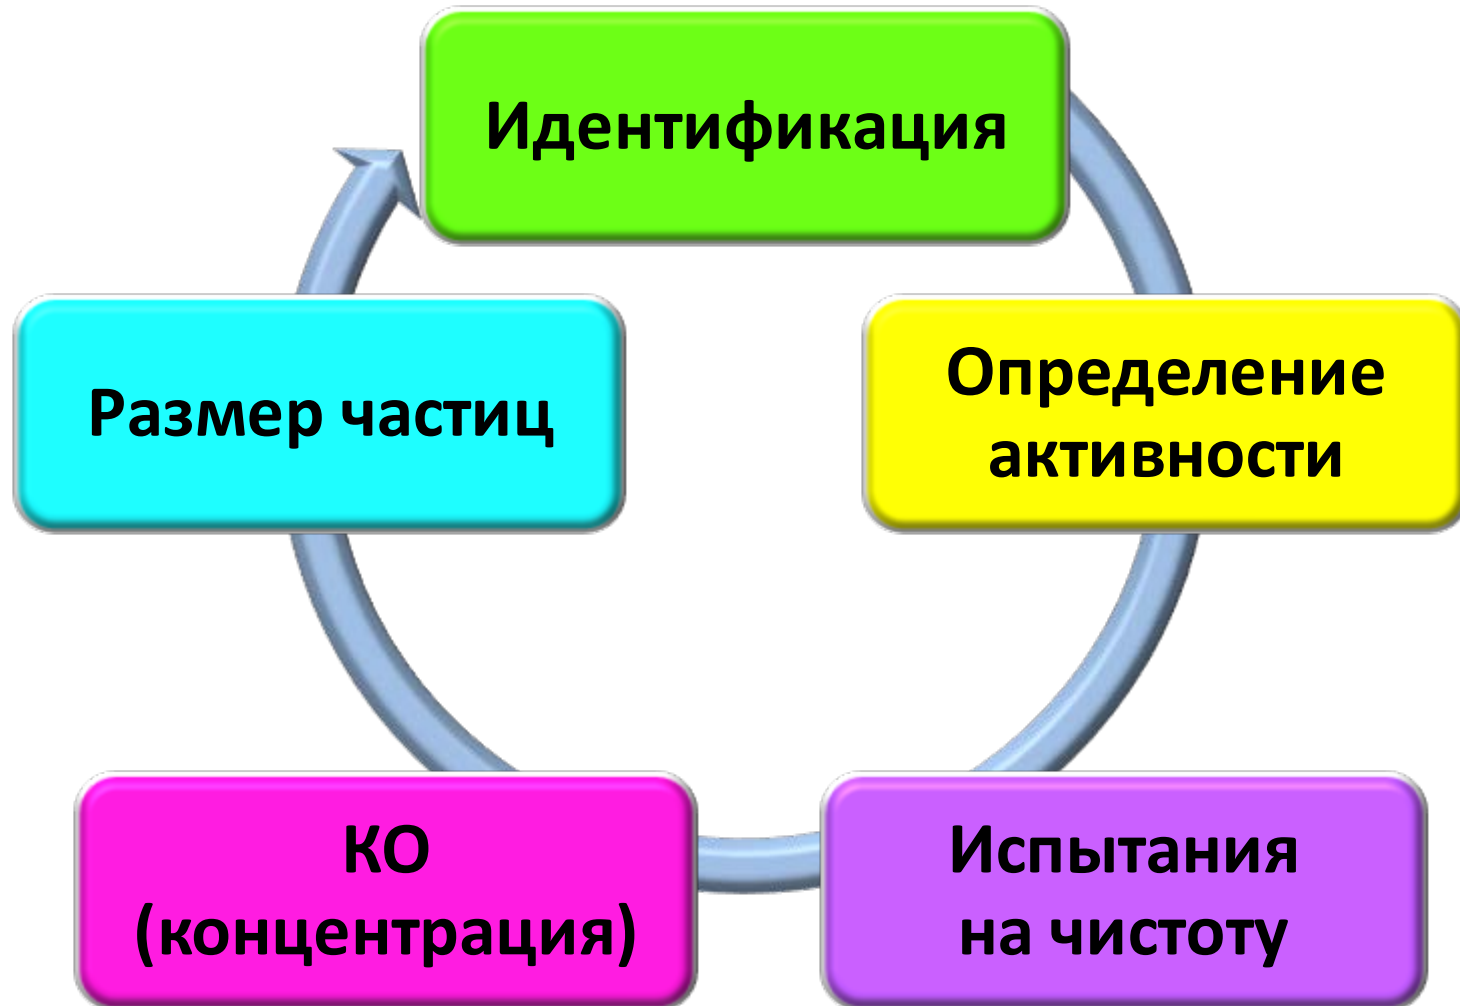 Идентификация
Определение
активности
Испытания
на чистоту
КО
(концентрация)
Размер частиц